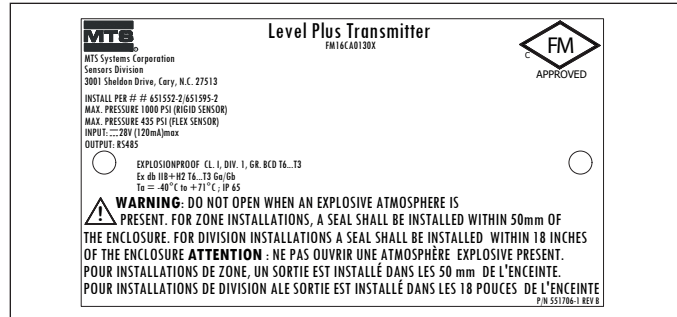 MTS
Level Plus Transmitter
FM16CA0130X
C FM
APPROVED
MTS Systems Corporation
Sensors Division
3001 Sheldon Drive, Cary, N.C. 27513
INSTALL PER # # 651552-2/651595-2
MAX. PRESSURE 1000 PSI (RIGID SENSOR)
MAX. PRESSURE 435 PSI (FLEX SENSOR)
INPUT: ⎓28V (120mA)max
OUTPUT: RS485
EXPLOSIONPROOF CL. I, DIV. 1, GR. BCD T6...T3
Ex db IIB+H2 T6...T3 Ga/Gb
Ta = -40°C to +71°C ; IP 65
WARNING: DO NOT OPEN WHEN AN EXPLOSIVE ATMOSPHERE IS
PRESENT. FOR ZONE INSTALLATIONS, A SEAL SHALL BE INSTALLED WITHIN 50mm OF
THE ENCLOSURE. FOR DIVISION INSTALLATIONS A SEAL SHALL BE INSTALLED WITHIN 18 INCHES
OF THE ENCLOSURE ATTENTION : NE PAS OUVRIR UNE ATMOSPHÈRE EXPLOSIVE PRESENT.
POUR INSTALLATIONS DE ZONE, UN SORTIE EST INSTALLÉ DANS LES 50 mm DE L'ENCEINTE.
POUR INSTALLATIONS DE DIVISION ALE SORTIE EST INSTALLÉ DANS LES 18 POUCES DE L'ENCEINTE
P/N 551706-1 REV B